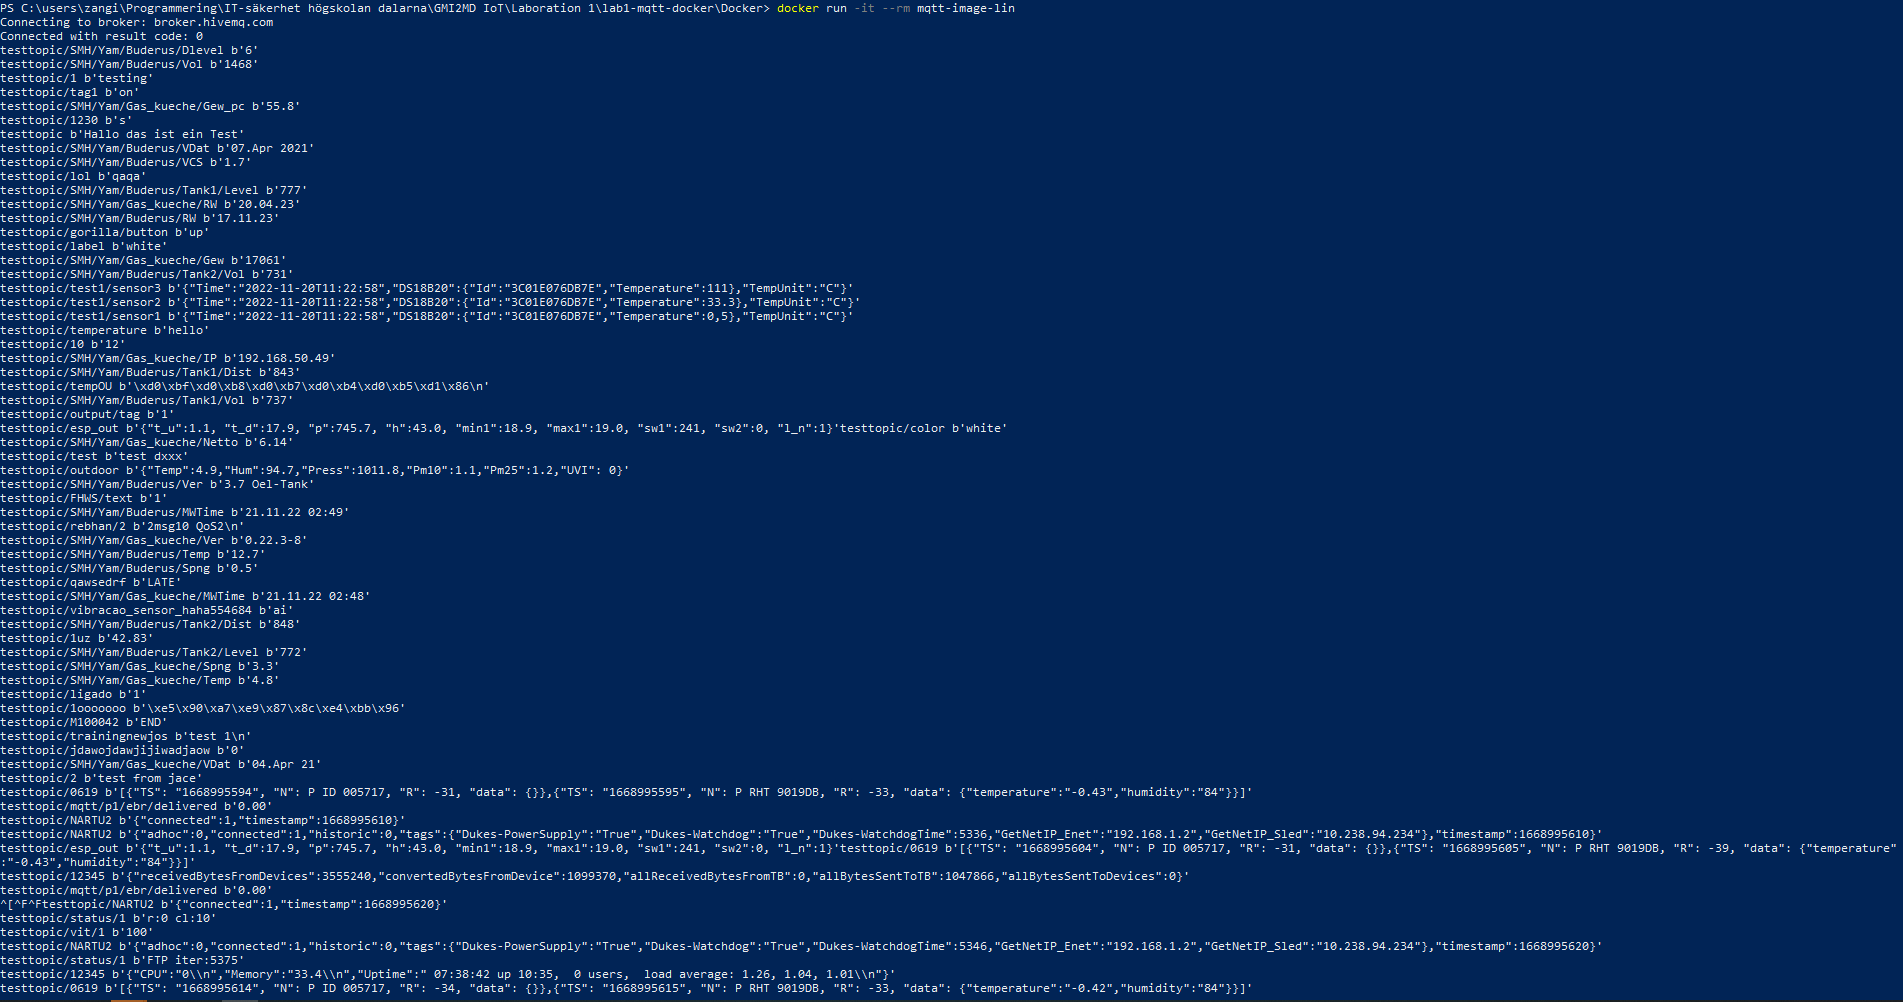 PS C:\users\zangi\Programmering\IT-säkerhet högskolan dalarna\GMI2MD IoT\Laboration 1\lab1-mqtt-docker\Docker> docker run -it --rm mqtt-image-lin
Connecting to broker: broker.hivemq.com
Connected with result code: 0
testtopic/SMH/Yam/Buderus/Dlevel b'6'
testtopic/SMH/Yam/Buderus/Vol b'1468'
testtopic/1 b'testing'
testtopic/tag1 b'on'
testtopic/SMH/Yam/Gas_kueche/Gew_pc b'55.8'
testtopic/1230 b's'
testtopic b'Hallo das ist ein Test'
testtopic/SMH/Yam/Buderus/VDat b'07.Apr 2021'
testtopic/SMH/Yam/Buderus/VCS b'1.7'
testtopic/lol b'qaqa'
testtopic/SMH/Yam/Buderus/Tank1/Level b'777'
testtopic/SMH/Yam/Gas_kueche/RW b'20.04.23'
testtopic/SMH/Yam/Buderus/RW b'17.11.23'
testtopic/gorilla/button b'up'
testtopic/label b'white'
testtopic/SMH/Yam/Gas_kueche/Gew b'17061'
testtopic/SMH/Yam/Buderus/Tank2/Vol b'731'
testtopic/test1/sensor3 b'{"Time":"2022-11-20T11:22:58","DS18B20":{"Id":"3C01E076DB7E","Temperature":111},"TempUnit":"C"}'
testtopic/test1/sensor2 b'{"Time":"2022-11-20T11:22:58","DS18B20":{"Id":"3C01E076DB7E","Temperature":33.3},"TempUnit":"C"}'
testtopic/test1/sensor1 b'{"Time":"2022-11-20T11:22:58","DS18B20":{"Id":"3C01E076DB7E","Temperature":0,5},"TempUnit":"C"}'
testtopic/temperature b'hello'
testtopic/10 b'12'
testtopic/SMH/Yam/Gas_kueche/IP b'192.168.50.49'
testtopic/SMH/Yam/Buderus/Tank1/Dist b'843'
testtopic/tempOU b'\xd0\xbf\xd0\xb8\xd0\xb7\xd0\xb4\xd0\xb5\xd1\x86\n'
testtopic/SMH/Yam/Buderus/Tank1/Vol b'737'
testtopic/output/tag b'1'
testtopic/esp_out b'{"t_u":1.1, "t_d":17.9, "p":745.7, "h":43.0, "min1":18.9, "max1":19.0, "sw1":241, "sw2":0, "l_n":1}'testtopic/color b'white'
testtopic/SMH/Yam/Gas_kueche/Netto b'6.14'
testtopic/test b'test dxxx'
testtopic/outdoor b'{"Temp":4.9,"Hum":94.7,"Press":1011.8,"Pm10":1.1,"Pm25":1.2,"UVI": 0}'
testtopic/SMH/Yam/Buderus/Ver b'3.7 Oel-Tank'
testtopic/FHWS/text b'1'
testtopic/SMH/Yam/Buderus/MWTime b'21.11.22 02:49'
testtopic/rebhan/2 b'2msg10 QoS2\n'
testtopic/SMH/Yam/Gas_kueche/Ver b'0.22.3-8'
testtopic/SMH/Yam/Buderus/Temp b'12.7'
testtopic/SMH/Yam/Buderus/Spng b'0.5'
testtopic/qawsedrf b'LATE'
testtopic/SMH/Yam/Gas_kueche/MWTime b'21.11.22 02:48'
testtopic/vibracao_sensor_haha554684 b'ai'
testtopic/SMH/Yam/Buderus/Tank2/Dist b'848'
testtopic/1uz b'42.83'
testtopic/SMH/Yam/Buderus/Tank2/Level b'772'
testtopic/SMH/Yam/Gas_kueche/Spng b'3.3'
testtopic/SMH/Yam/Gas_kueche/Temp b'4.8'
testtopic/ligado b'1'
testtopic/1ooooooo b'\xe5\x90\xa7\xe9\x87\x8c\xe4\xbb\x96'
testtopic/M100042 b'END'
testtopic/trainingnewjos b'test 1\n'
testtopic/jdawojdawjijiwadjaow b'0'
testtopic/SMH/Yam/Gas_kueche/VDat b'04.Apr 21'
testtopic/2 b'test from jace'
testtopic/0619 b'[{"TS": "1668995594", "N": P ID 005717, "R": -31, "data": {}},{"TS": "1668995595", "N": P RHT 9019DB, "R": -33, "data": {"temperature":"-0.43","humidity":"84"}}]'
testtopic/mqtt/p1/ebr/delivered b'0.00'
testtopic/NARTU2 b'{"connected":1,"timestamp":1668995610}'
testtopic/NARTU2 b'{"adhoc":0,"connected":1,"historic":0,"tags":{"Dukes-PowerSupply":"True","Dukes-Watchdog":"True","Dukes-WatchdogTime":5336,"GetNetIP_Enet":"192.168.1.2","GetNetIP_Sled":"10.238.94.234"},"timestamp":1668995610}'
testtopic/esp_out b'{"t_u":1.1, "t_d":17.9, "p":745.7, "h":43.0, "min1":18.9, "max1":19.0, "sw1":241, "sw2":0, "l_n":1}'testtopic/0619 b'[{"TS": "1668995604", "N": P ID 005717, "R": -31, "data": {}},{"TS": "1668995605", "N": P RHT 9019DB, "R": -39, "data": {"temperature"
:"-0.43","humidity":"84"}}]'
testtopic/12345 b'{"receivedBytesFromDevices":3555240,"convertedBytesFromDevice":1099370,"allReceivedBytesFromTB":0,"allBytesSentToTB":1047866,"allBytesSentToDevices":0}'
testtopic/mqtt/p1/ebr/delivered b'0.00'
^[^F^Ftesttopic/NARTU2 b'{"connected":1,"timestamp":1668995620}'
testtopic/status/1 b'r:0 cl:10'
testtopic/vit/1 b'100'
testtopic/NARTU2 b'{"adhoc":0,"connected":1,"historic":0,"tags":{"Dukes-PowerSupply":"True","Dukes-Watchdog":"True","Dukes-WatchdogTime":5346,"GetNetIP_Enet":"192.168.1.2","GetNetIP_Sled":"10.238.94.234"},"timestamp":1668995620}'
testtopic/status/1 b'FTP iter:5375'
testtopic/12345 b'{"CPU":"0\\n","Memory":"33.4\\n","Uptime":" 07:38:42 up 10:35,  0 users,  load average: 1.26, 1.04, 1.01\\n"}'
testtopic/0619 b'[{"TS": "1668995614", "N": P ID 005717, "R": -34, "data": {}},{"TS": "1668995615", "N": P RHT 9019DB, "R": -33, "data": {"temperature":"-0.42","humidity":"84"}}]'